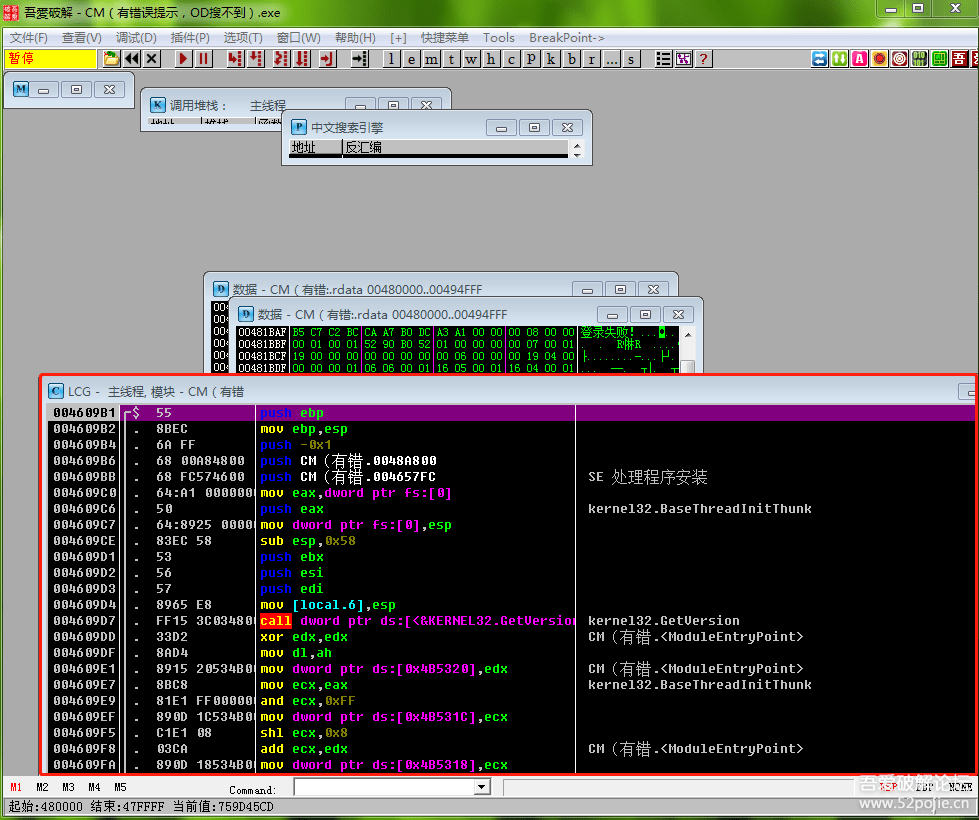 吾爱破解 - CM（有错误提示，OD搜不到）.exe
文件(F) 查看(V) 调试(D) 插件(P) 选项(T) 窗口(W) 帮助(H) [+] 快捷菜单 Tools BreakPoint->
暂停
l e m t w h c p k b r ... s ?
M
K 调用堆栈： 主线程
P 中文搜索引擎
地址 反汇编
D 数据 - CM（有错:.rdata 00480000..00494FFF
D 数据 - CM（有错:.rdata 00480000..00494FFF
00481BAF B5 C7 C2 BC CA A7 B0 DC A3 A1 00 00 00 08 00 00 登录失败!
00481BBF 00 01 00 01 52 90 B0 52 01 00 00 00 00 07 00 01
00481BCF 19 00 00 00 00 00 00 00 00 06 00 00 00 19 04 00
00481BDF 00 00 00 01 06 06 00 01 16 05 00 01 16 04 00 01
C LCG - 主线程, 模块 - CM（有错
004609B1 $ 55 push ebp
004609B2 . 8BEC mov ebp,esp
004609B4 . 6A FF push -0x1
004609B6 . 68 00A84800 push CM（有错.0048A800
004609BB . 68 FC574600 push CM（有错.004657FC SE 处理程序安装
004609C0 . 64:A1 0000000 mov eax,dword ptr fs:[0]
004609C6 . 50 push eax kernel32.BaseThreadInitThunk
004609C7 . 64:8925 00000 mov dword ptr fs:[0],esp
004609CE . 83EC 58 sub esp,0x58
004609D1 . 53 push ebx
004609D2 . 56 push esi
004609D3 . 57 push edi
004609D4 . 8965 E8 mov [local.6],esp
004609D7 . FF15 3C03480 call dword ptr ds:[<&KERNEL32.GetVersion kernel32.GetVersion
004609DD . 33D2 xor edx,edx CM（有错.<ModuleEntryPoint>
004609DF . 8AD4 mov dl,ah
004609E1 . 8915 20534B0 mov dword ptr ds:[0x4B5320],edx CM（有错.<ModuleEntryPoint>
004609E7 . 8BC8 mov ecx,eax kernel32.BaseThreadInitThunk
004609E9 . 81E1 FF00000 and ecx,0xFF
004609EF . 890D 1C534B0 mov dword ptr ds:[0x4B531C],ecx
004609F5 . C1E1 08 shl ecx,0x8
004609F8 . 03CA add ecx,edx CM（有错.<ModuleEntryPoint>
004609FA . 890D 18534B0 mov dword ptr ds:[0x4B5318],ecx
M1 M2 M3 M4 M5 Command: ESP EBP NONE
起始:480000 结束:47FFFF 当前值:759D45CD
吾爱破解论坛
www.52pojie.cn